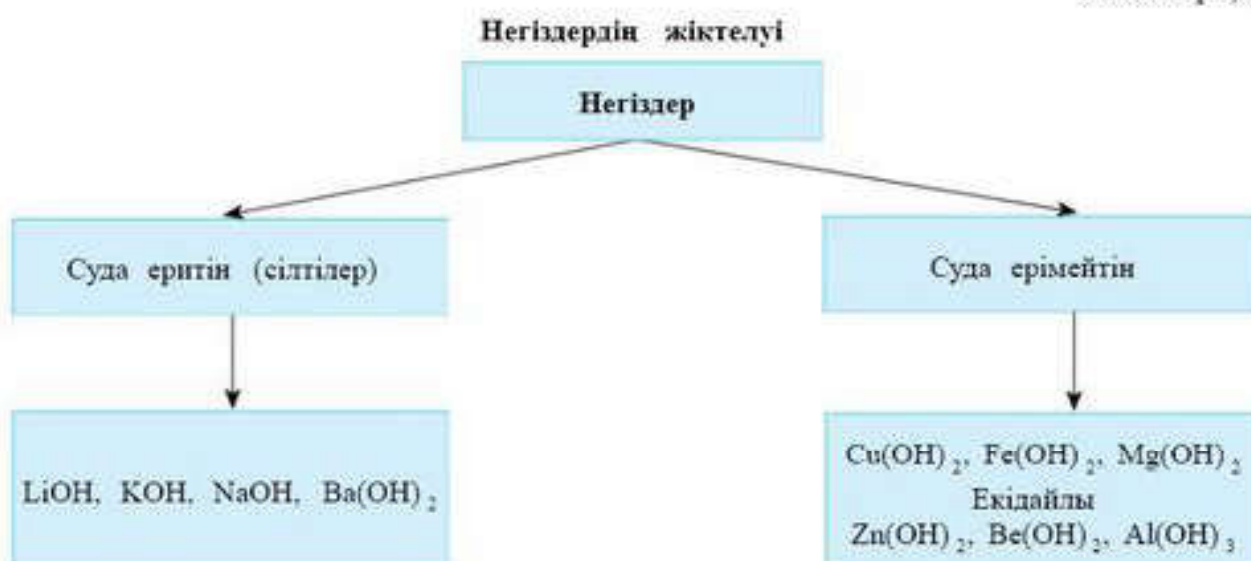 Негіздердің жіктелуі
Негіздер
Суда еритін (сілтілер)
Суда ерімейтін
LiOH, KOH, NaOH, Ba(OH)₂
Cu(OH)₂, Fe(OH)₂, Mg(OH)₂
Екідайлы
Zn(OH)₂, Be(OH)₂, Al(OH)₃